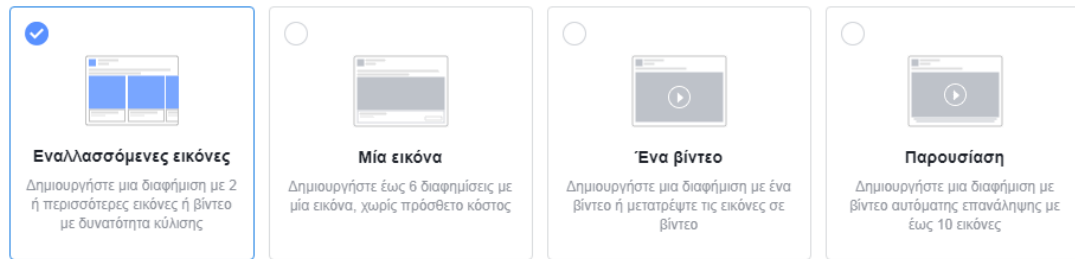 Εναλλασσόμενες εικόνες
Δημιουργήστε μια διαφήμιση με 2
ή περισσότερες εικόνες ή βίντεο
με δυνατότητα κύλισης
Μία εικόνα
Δημιουργήστε έως 6 διαφημίσεις με
μία εικόνα, χωρίς πρόσθετο κόστος
Ένα βίντεο
Δημιουργήστε μια διαφήμιση με ένα
βίντεο ή μετατρέψτε τις εικόνες σε
βίντεο
Παρουσίαση
Δημιουργήστε μια διαφήμιση με
βίντεο αυτόματης επανάληψης με
έως 10 εικόνες